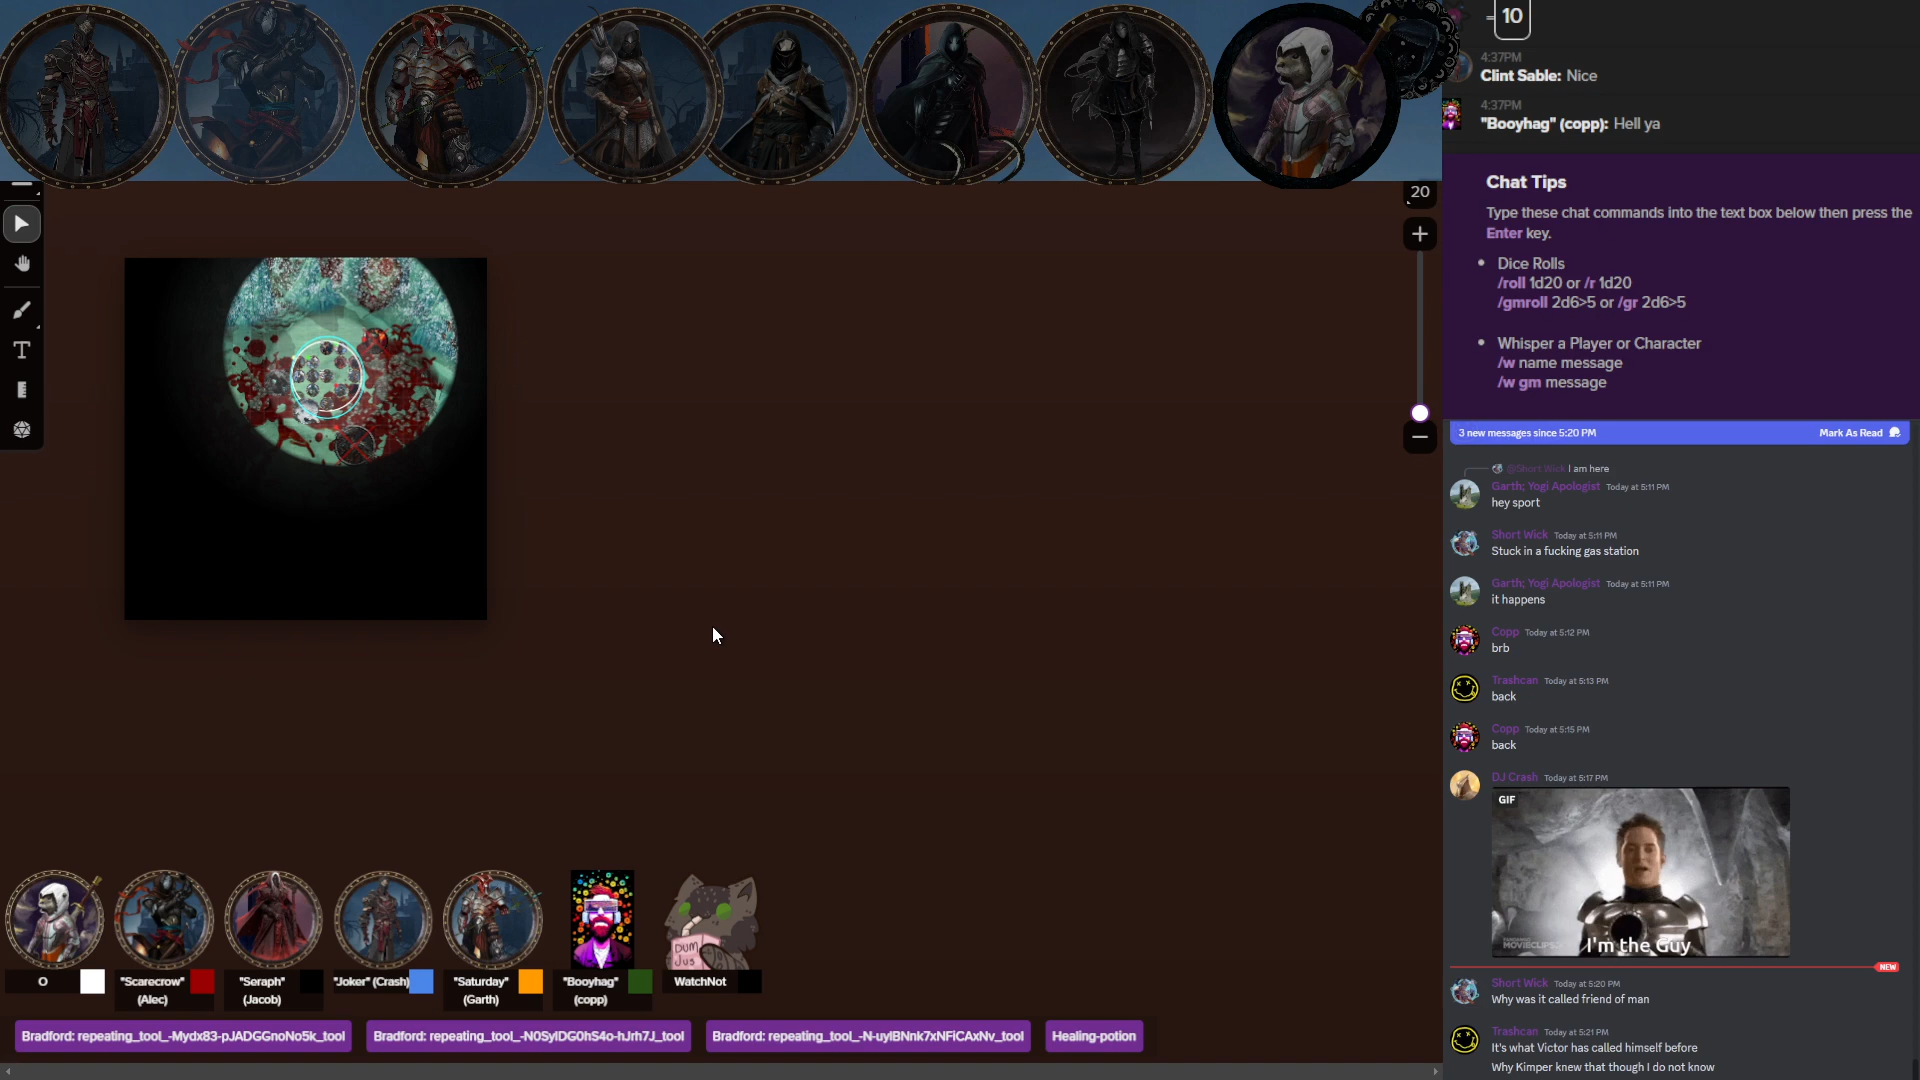 =10
4:37PM
Clint Sable: Nice
4:37PM
"Booyhag" (copp): Hell ya
Chat Tips
Type these chat commands into the text box below then press the
Enter key.
• Dice Rolls
/roll 1d20 or /r 1d20
/gmroll 2d6>5 or /gr 2d6>5
• Whisper a Player or Character
/w name message
/w gm message
20
3 new messages since 5:20 PM
Mark As Read
@Short Wick I am here
Garth; Yogi Apologist Today at 5:11 PM
hey sport
Short Wick Today at 5:11 PM
Stuck in a fucking gas station
Garth; Yogi Apologist Today at 5:11 PM
it happens
Copp Today at 5:12 PM
brb
Trashcan Today at 5:13 PM
back
Copp Today at 5:15 PM
back
DJ Crash Today at 5:17 PM
GIF
MOVIECLIPS
I'm the Guy
NEW
Short Wick Today at 5:20 PM
Why was it called friend of man
Trashcan Today at 5:21 PM
It's what Victor has called himself before
Why Kimper knew that though I do not know
DUM
JUS
O
"Scarecrow"
(Alec)
"Seraph"
(Jacob)
"Joker" (Crash)
"Saturday"
(Garth)
"Booyhag"
(copp)
WatchNot
Bradford: repeating_tool_-Mydx83-pJADGGnoNo5k_tool
Bradford: repeating_tool_-N0SylDG0hS4o-hJrh7J_tool
Bradford: repeating_tool_-N-uylBNnk7xNFiCAxNv_tool
Healing-potion